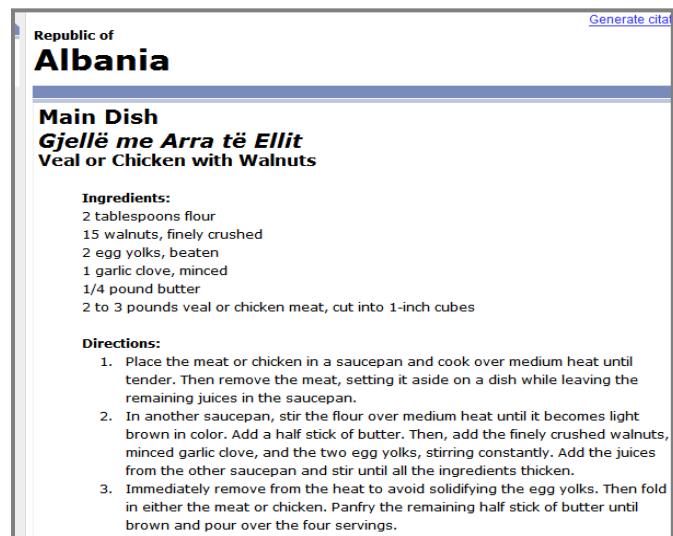 Generate
Republic of
Albania
Main Dish
Gjellë me Arra të Ellit
Veal or Chicken with Walnuts
Ingredients:
2 tablespoons flour
15 walnuts, finely crushed
2 egg yolks, beaten
1 garlic clove, minced
1/4 pound butter
2 to 3 pounds veal or chicken meat, cut into 1-inch cubes
Directions:
1. Place the meat or chicken in a saucepan and cook over medium heat until
tender. Then remove the meat, setting it aside on a dish while leaving the
remaining juices in the saucepan.
2. In another saucepan, stir the flour over medium heat until it becomes light
brown in color. Add a half stick of butter. Then, add the finely crushed walnuts,
minced garlic clove, and the two egg yolks, stirring constantly. Add the juices
from the other saucepan and stir until all the ingredients thicken.
3. Immediately remove from the heat to avoid solidifying the egg yolks. Then fold
in either the meat or chicken. Panfry the remaining half stick of butter until
brown and pour over the four servings.